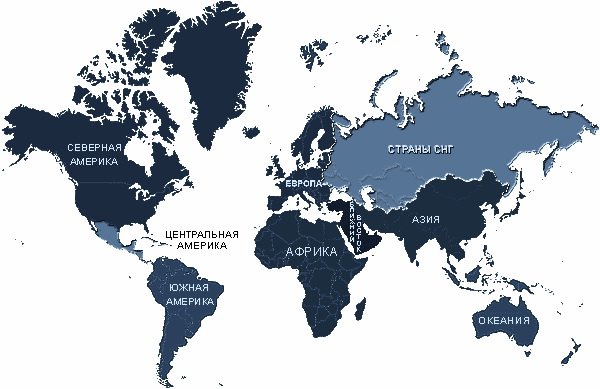 СЕВЕРНАЯ
АМЕРИКА
СТРАНЫ СНГ
ЕВРОПА
ЦЕНТРАЛЬНАЯ
АМЕРИКА
БЛИЖНИЙ
ВОСТОК
АЗИЯ
АФРИКА
ЮЖНАЯ
АМЕРИКА
ОКЕАНИЯ